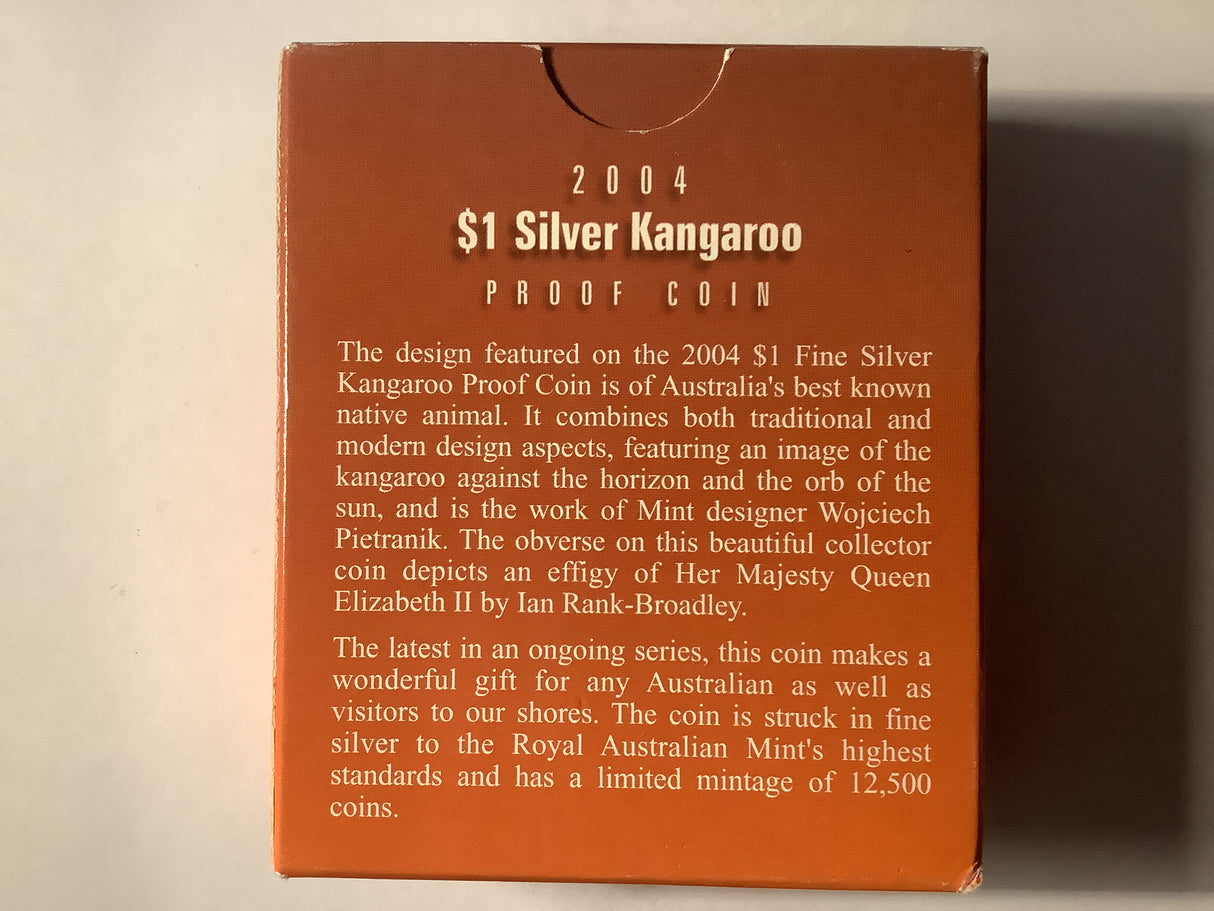 2004
$1 Silver Kangaroo
PROOF COIN
The design featured on the 2004 $1 Fine Silver
Kangaroo Proof Coin is of Australia's best known
native animal. It combines both traditional and
modern design aspects, featuring an image of the
kangaroo against the horizon and the orb of the
sun, and is the work of Mint designer Wojciech
Pietranik. The obverse on this beautiful collector
coin depicts an effigy of Her Majesty Queen
Elizabeth II by Ian Rank-Broadley.
The latest in an ongoing series, this coin makes a
wonderful gift for any Australian as well as
visitors to our shores. The coin is struck in fine
silver to the Royal Australian Mint's highest
standards and has a limited mintage of 12,500
coins.